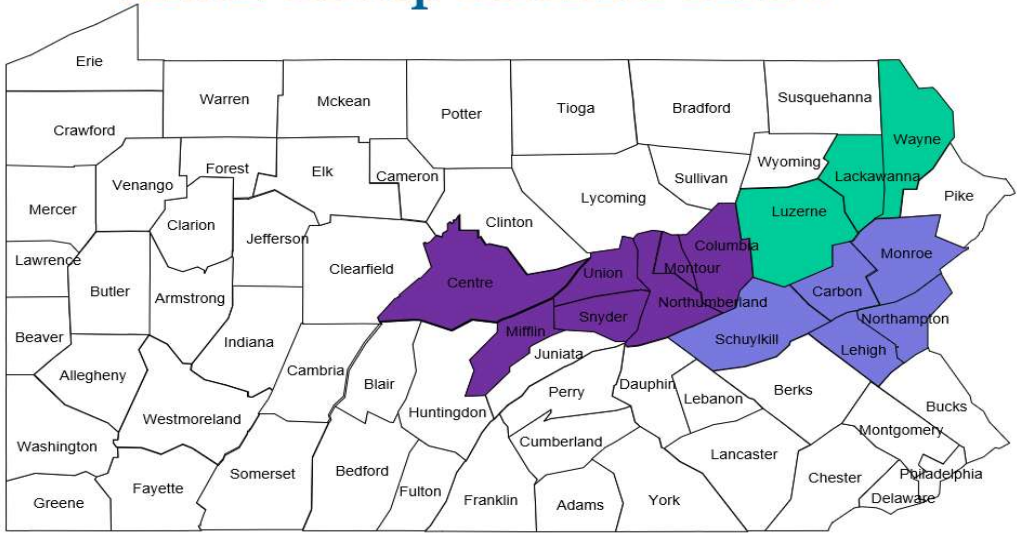 Erie
Warren
Mckean
Potter
Tioga
Bradford
Susquehanna
Wayne
Crawford
Forest
Elk
Cameron
Sullivan
Wyoming
Lackawanna
Pike
Venango
Mercer
Clarion
Jefferson
Clinton
Lycoming
Luzerne
Columbia
Monroe
Lawrence
Clearfield
Centre
Union
Montour
Butler
Armstrong
Northumberland
Carbon
Snyder
Northampton
Beaver
Indiana
Mifflin
Schuylkill
Lehigh
Allegheny
Cambria
Blair
Juniata
Perry
Dauphin
Lebanon
Berks
Huntingdon
Bucks
Westmoreland
Washington
Cumberland
Montgomery
Lancaster
Somerset
Bedford
Fulton
Franklin
Adams
York
Chester
Philadelphia
Delaware
Greene
Fayette